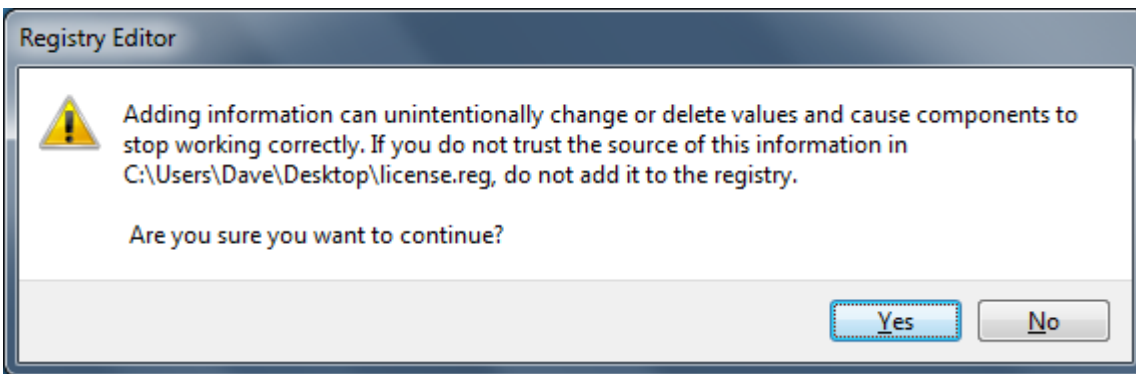 Registry Editor
Adding information can unintentionally change or delete values and cause components to
stop working correctly. If you do not trust the source of this information in
C:\Users\Dave\Desktop\license.reg, do not add it to the registry.
Are you sure you want to continue?
Yes No